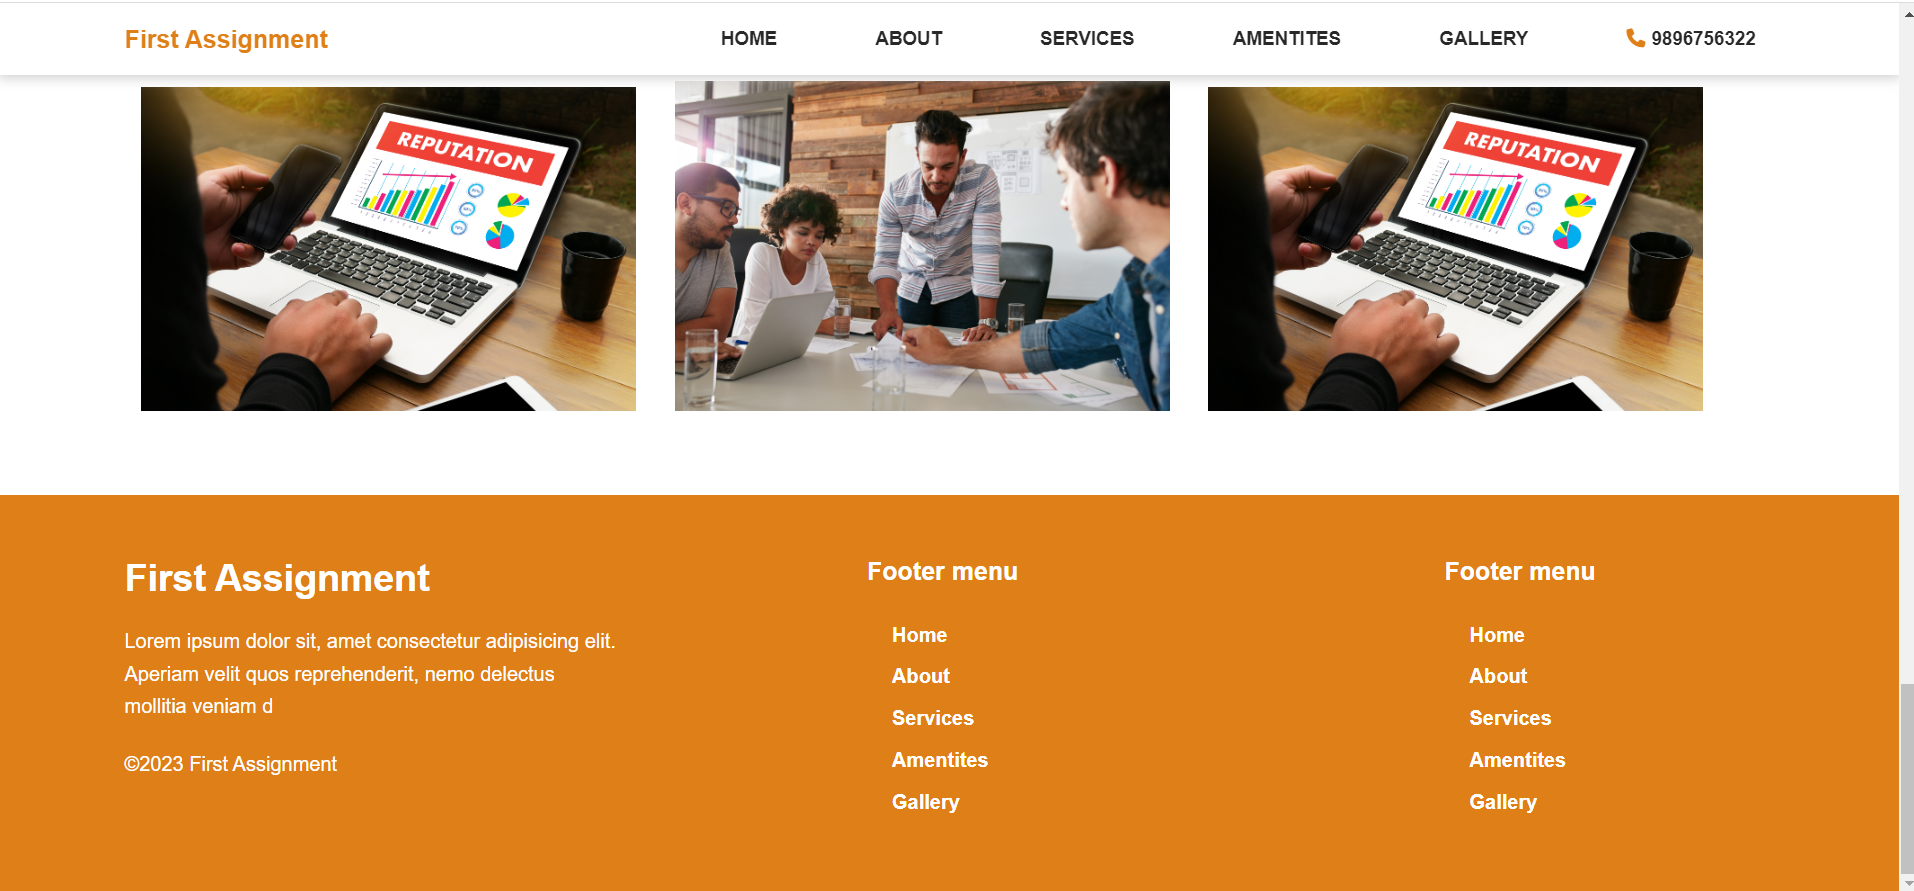 First Assignment
HOME
ABOUT
SERVICES
AMENTITES
GALLERY
9896756322
REPUTATION
REPUTATION
First Assignment
Lorem ipsum dolor sit, amet consectetur adipisicing elit.
Aperiam velit quos reprehenderit, nemo delectus
mollitia veniam d
©2023 First Assignment
Footer menu
Home
About
Services
Amentites
Gallery
Footer menu
Home
About
Services
Amentites
Gallery